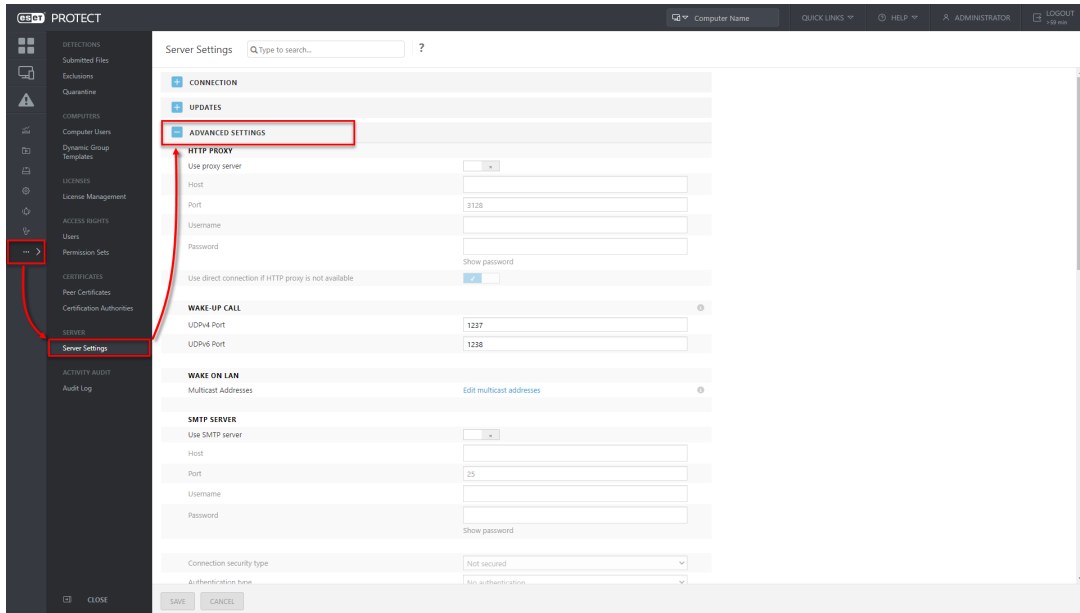 eset PROTECT
Computer Name
QUICK LINKS
HELP
ADMINISTRATOR
LOGOUT
>59 min
DETECTIONS
Submitted Files
Exclusions
Quarantine
COMPUTERS
Computer Users
Dynamic Group
Templates
LICENSES
License Management
ACCESS RIGHTS
Users
Permission Sets
CERTIFICATES
Peer Certificates
Certification Authorities
SERVER
Server Settings
ACTIVITY AUDIT
Audit Log
CLOSE
Server Settings
Type to search...
?
CONNECTION
UPDATES
ADVANCED SETTINGS
HTTP PROXY
Use proxy server
Host
Port 3128
Username
Password
Show password
Use direct connection if HTTP proxy is not available
WAKE-UP CALL
UDPv4 Port 1237
UDPv6 Port 1238
WAKE ON LAN
Multicast Addresses Edit multicast addresses
SMTP SERVER
Use SMTP server
Host
Port 25
Username
Password
Show password
Connection security type Not secured
Authentication type No authentication
SAVE CANCEL